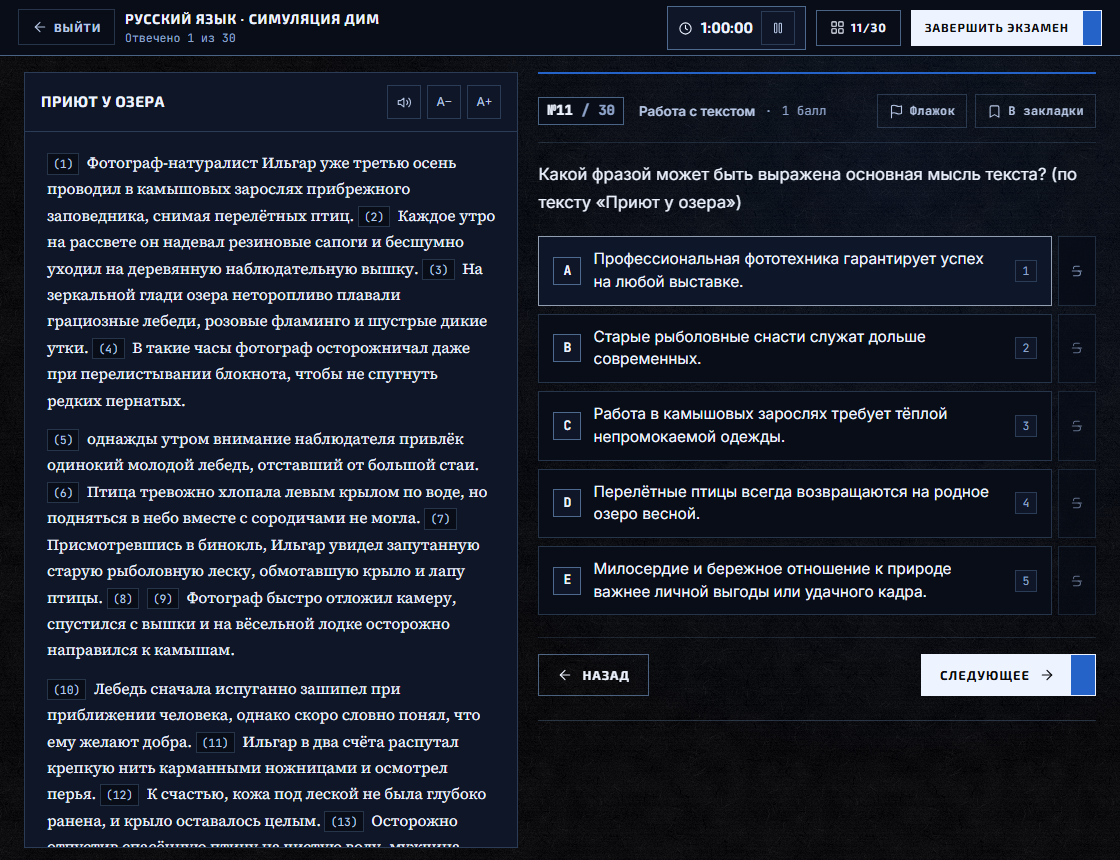 ВЫЙТИ
РУССКИЙ ЯЗЫК · СИМУЛЯЦИЯ ДИМ
Отвечено 1 из 30
1:00:00
11/30
ЗАВЕРШИТЬ ЭКЗАМЕН
ПРИЮТ У ОЗЕРА
A−
A+
(1) Фотограф-натуралист Ильгар уже третью осень
проводил в камышовых зарослях прибрежного
заповедника, снимая перелётных птиц. (2) Каждое утро
на рассвете он надевал резиновые сапоги и бесшумно
уходил на деревянную наблюдательную вышку. (3) На
зеркальной глади озера неторопливо плавали
грациозные лебеди, розовые фламинго и шустрые дикие
утки. (4) В такие часы фотограф осторожничал даже
при перелистывании блокнота, чтобы не спугнуть
редких пернатых.
(5) однажды утром внимание наблюдателя привлёк
одинокий молодой лебедь, отставший от большой стаи.
(6) Птица тревожно хлопала левым крылом по воде, но
подняться в небо вместе с сородичами не могла. (7)
Присмотревшись в бинокль, Ильгар увидел запутанную
старую рыболовную леску, обмотавшую крыло и лапу
птицы. (8) (9) Фотограф быстро отложил камеру,
спустился с вышки и на вёсельной лодке осторожно
направился к камышам.
(10) Лебедь сначала испуганно зашипел при
приближении человека, однако скоро словно понял, что
ему желают добра. (11) Ильгар в два счёта распутал
крепкую нить карманными ножницами и осмотрел
перья. (12) К счастью, кожа под леской не была глубоко
ранена, и крыло оставалось целым. (13) Осторожно
отпустив спасённую птицу на чистую воду, мужчина
№11 / 30
Работа с текстом · 1 балл
Флажок
В закладки
Какой фразой может быть выражена основная мысль текста? (по
тексту «Приют у озера»)
A
Профессиональная фототехника гарантирует успех
на любой выставке.
1
B
Старые рыболовные снасти служат дольше
современных.
2
C
Работа в камышовых зарослях требует тёплой
непромокаемой одежды.
3
D
Перелётные птицы всегда возвращаются на родное
озеро весной.
4
E
Милосердие и бережное отношение к природе
важнее личной выгоды или удачного кадра.
5
НАЗАД
СЛЕДУЮЩЕЕ